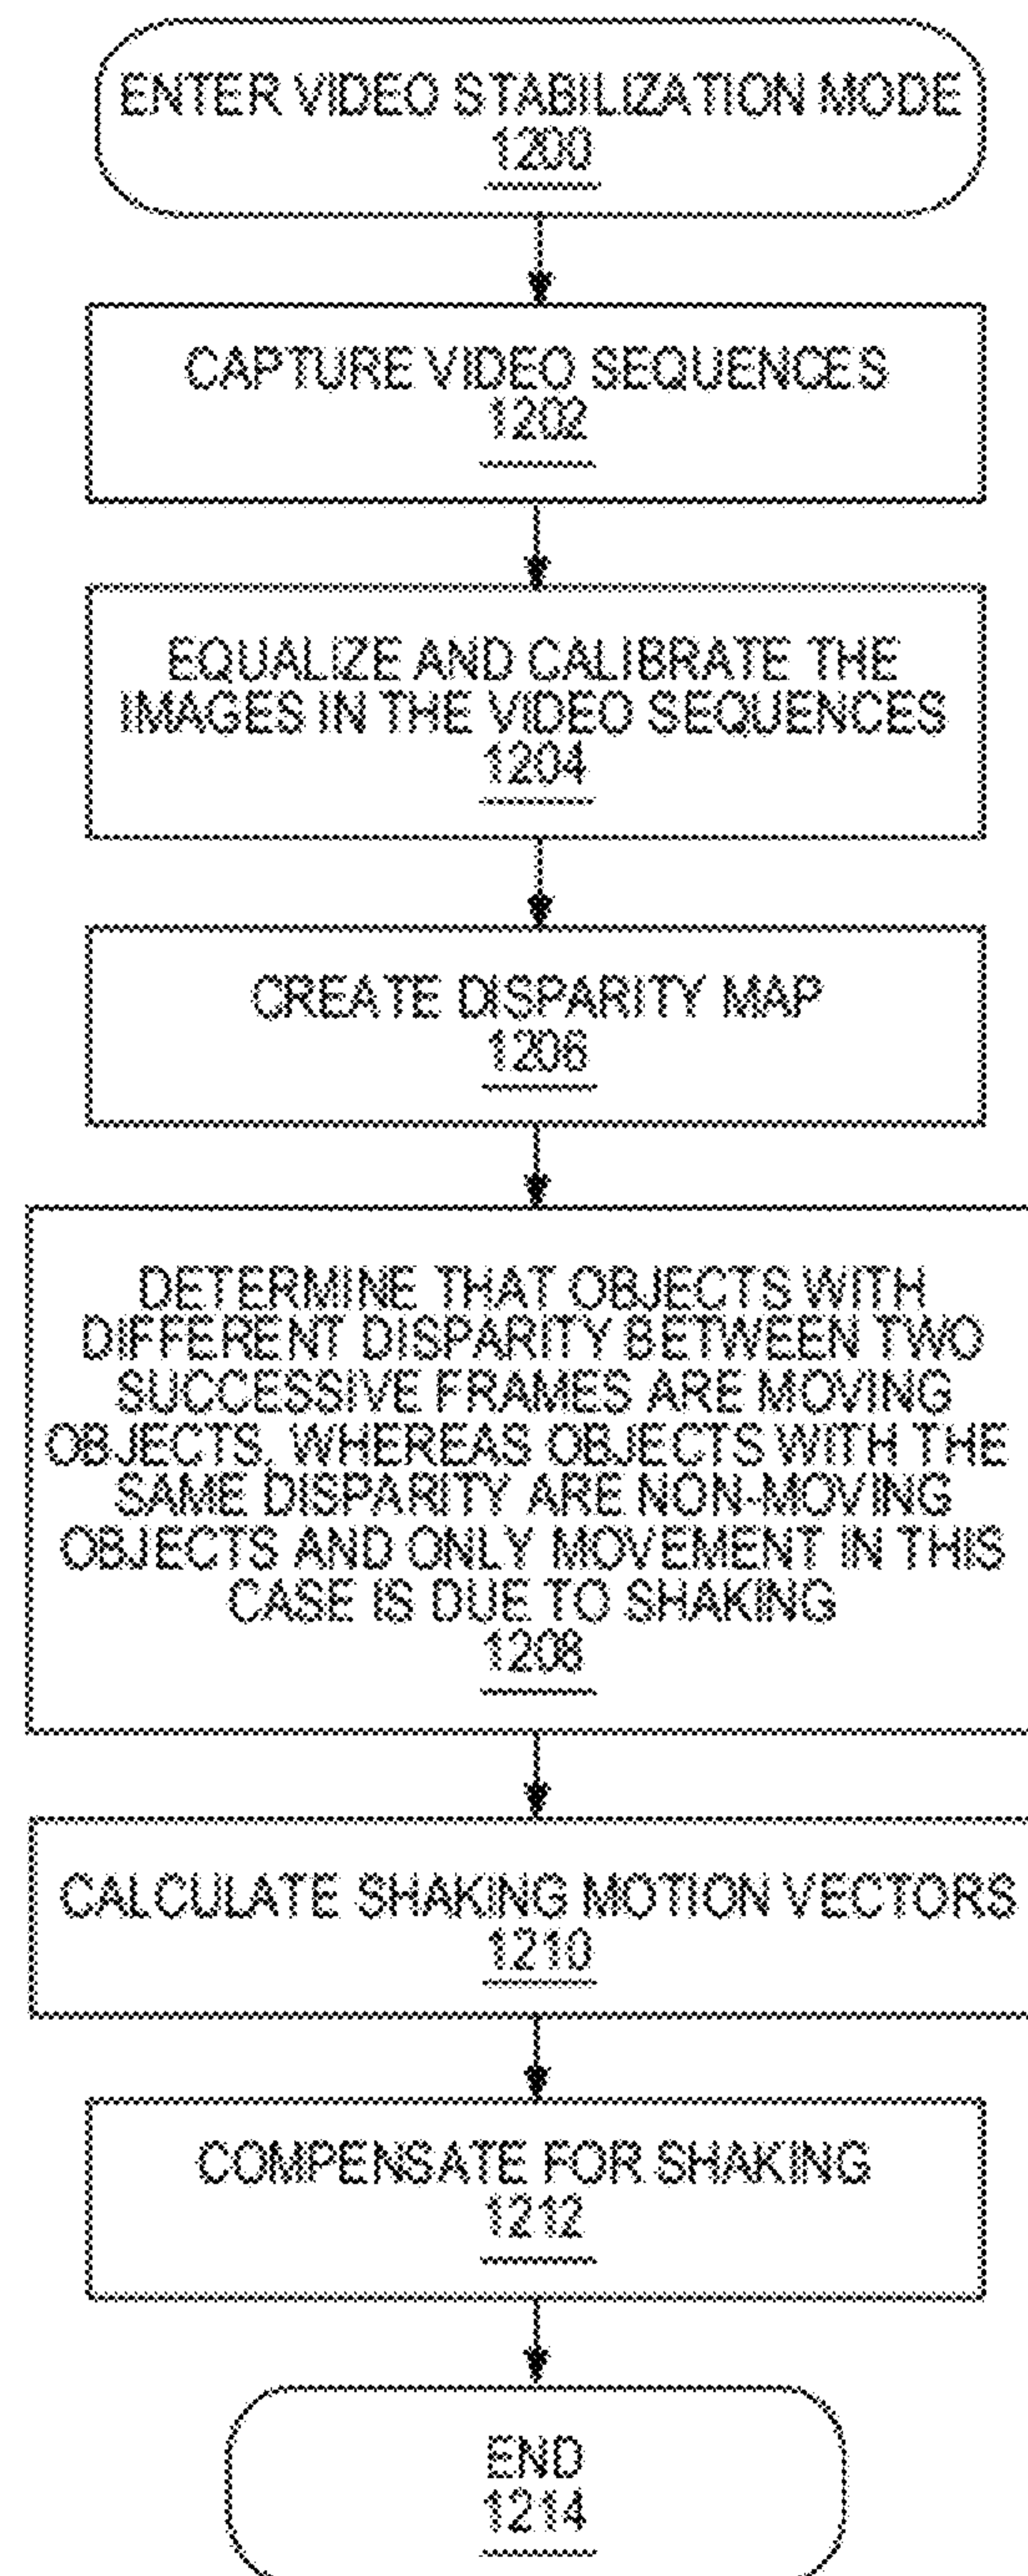 ENTER VIDEO STABILIZATION MODE
1200
CAPTURE VIDEO SEQUENCES
1202
EQUALIZE AND CALIBRATE THE
IMAGES IN THE VIDEO SEQUENCES
1204
CREATE DISPARITY MAP
1206
DETERMINE THAT OBJECTS WITH
DIFFERENT DISPARITY BETWEEN TWO
SUCCESSIVE FRAMES ARE MOVING
OBJECTS, WHEREAS OBJECTS WITH THE
SAME DISPARITY ARE NON-MOVING
OBJECTS AND ONLY MOVEMENT IN THIS
CASE IS DUE TO SHAKING
1208
CALCULATE SHAKING MOTION VECTORS
1210
COMPENSATE FOR SHAKING
1212
END
1214